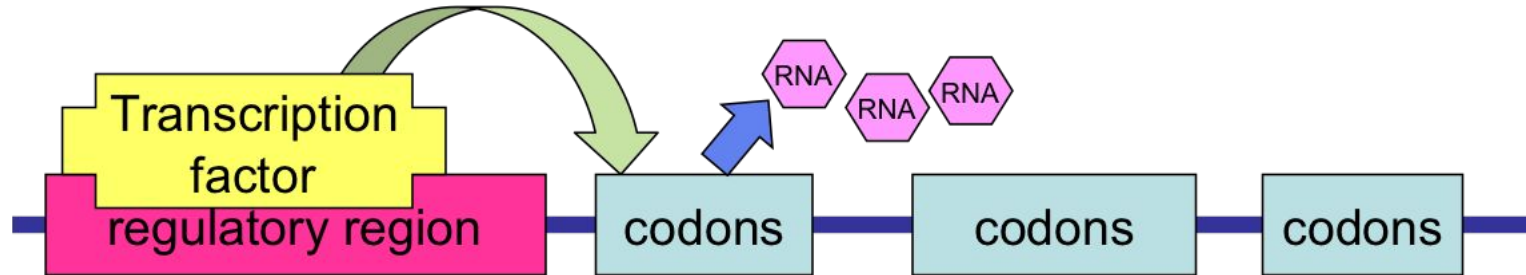 RNA
RNA
RNA
Transcription
factor
regulatory region
codons
codons
codons